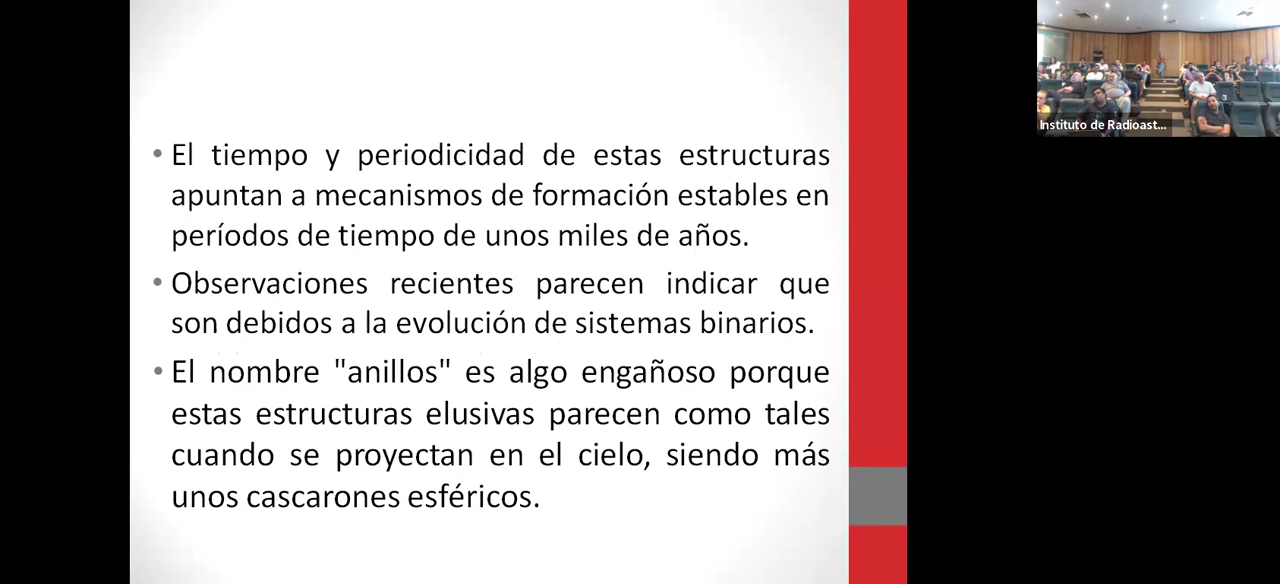 • El tiempo y periodicidad de estas estructuras
apuntan a mecanismos de formación estables en
períodos de tiempo de unos miles de años.
• Observaciones recientes parecen indicar que
son debidos a la evolución de sistemas binarios.
• El nombre "anillos" es algo engañoso porque
estas estructuras elusivas parecen como tales
cuando se proyectan en el cielo, siendo más
unos cascarones esféricos.
Instituto de Radioast...